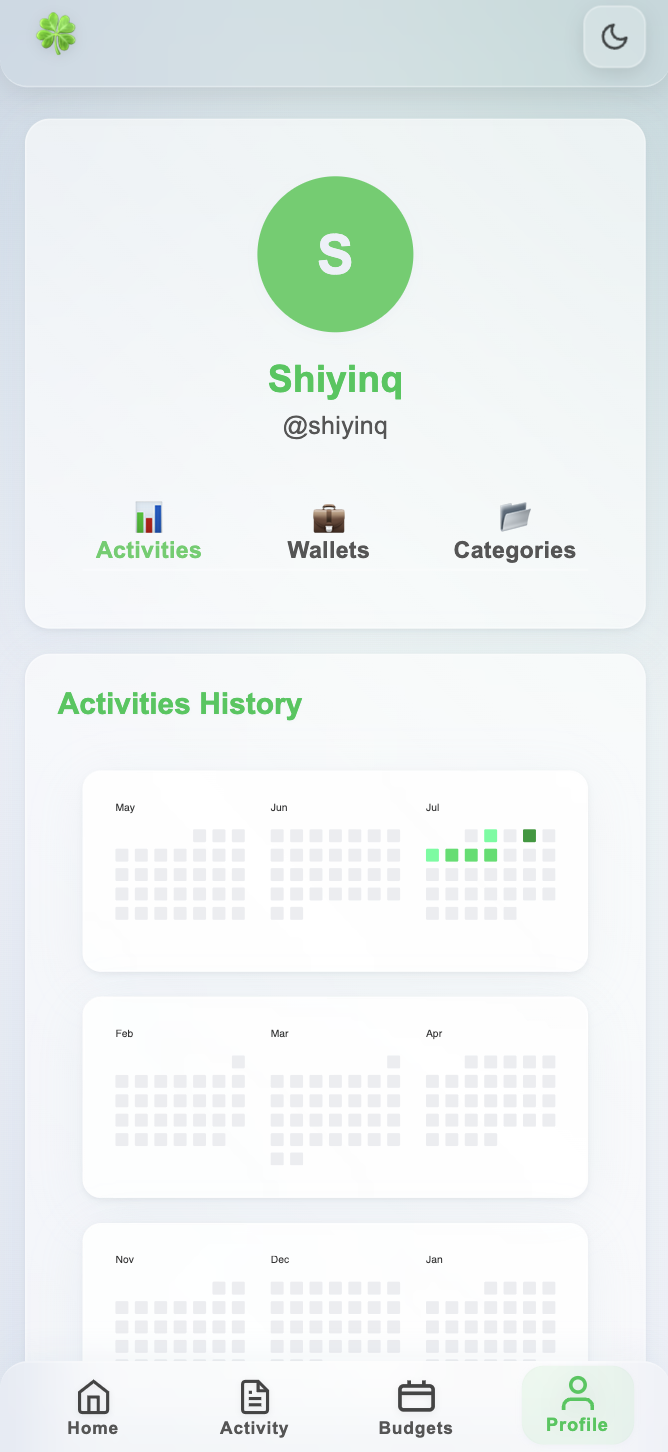 S
Shiyinq
@shiyinq
Activities
Wallets
Categories
Activities History
May
Jun
Jul
Feb
Mar
Apr
Nov
Dec
Jan
Home
Activity
Budgets
Profile